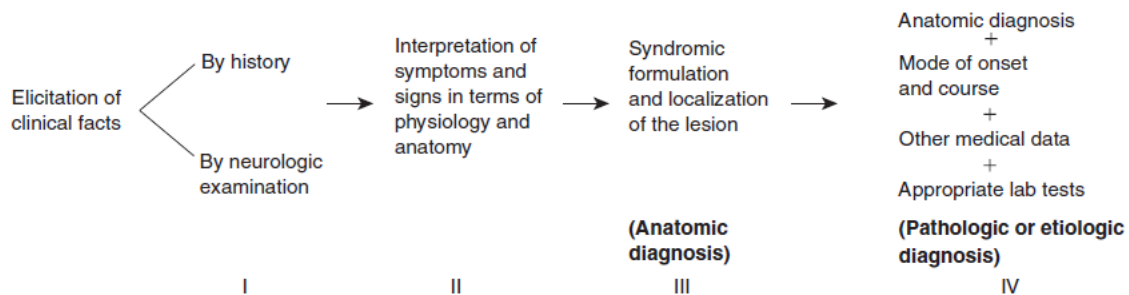 Elicitation of
clinical facts
By history
By neurologic
examination
Interpretation of
symptoms and
signs in terms of
physiology and
anatomy
Syndromic
formulation
and localization
of the lesion
(Anatomic
diagnosis)
Anatomic diagnosis
+
Mode of onset
and course
+
Other medical data
+
Appropriate lab tests
(Pathologic or etiologic
diagnosis)
I
II
III
IV